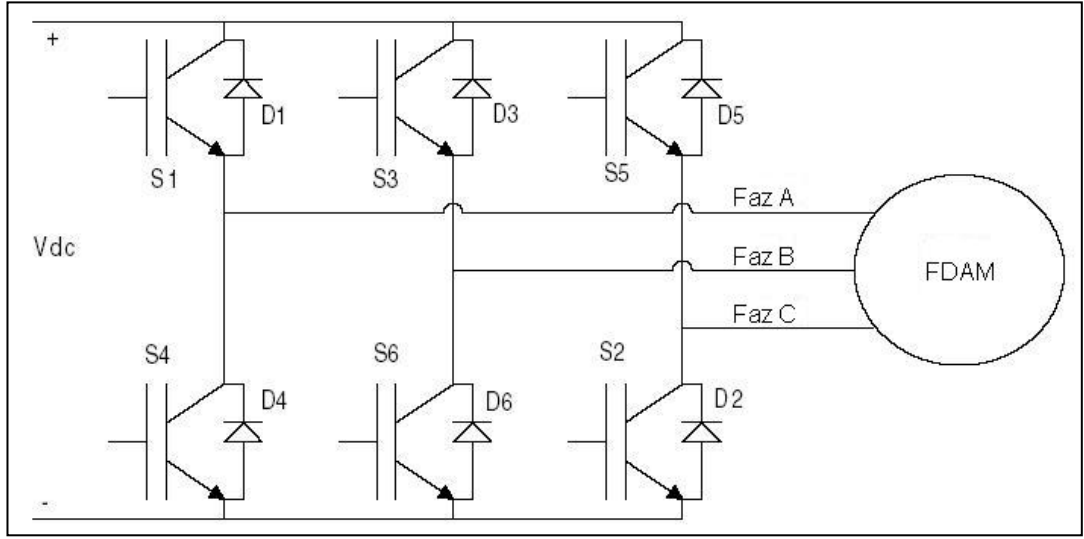 +
D1
D3
D5
S1
S3
S5
Faz A
Vdc
Faz B
FDAM
Faz C
S4
S6
S2
D4
D6
D2
-